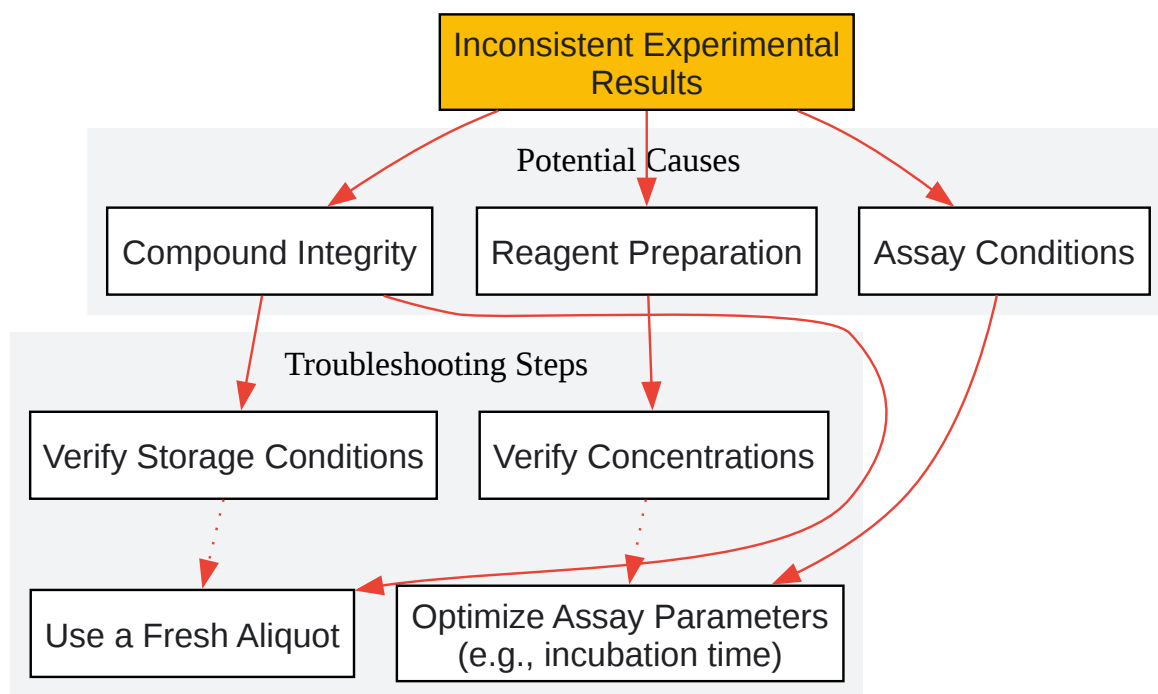 Inconsistent Experimental
Results
Potential Causes
Compound Integrity
Reagent Preparation
Assay Conditions
Troubleshooting Steps
Verify Storage Conditions
Verify Concentrations
Use a Fresh Aliquot
Optimize Assay Parameters
(e.g., incubation time)